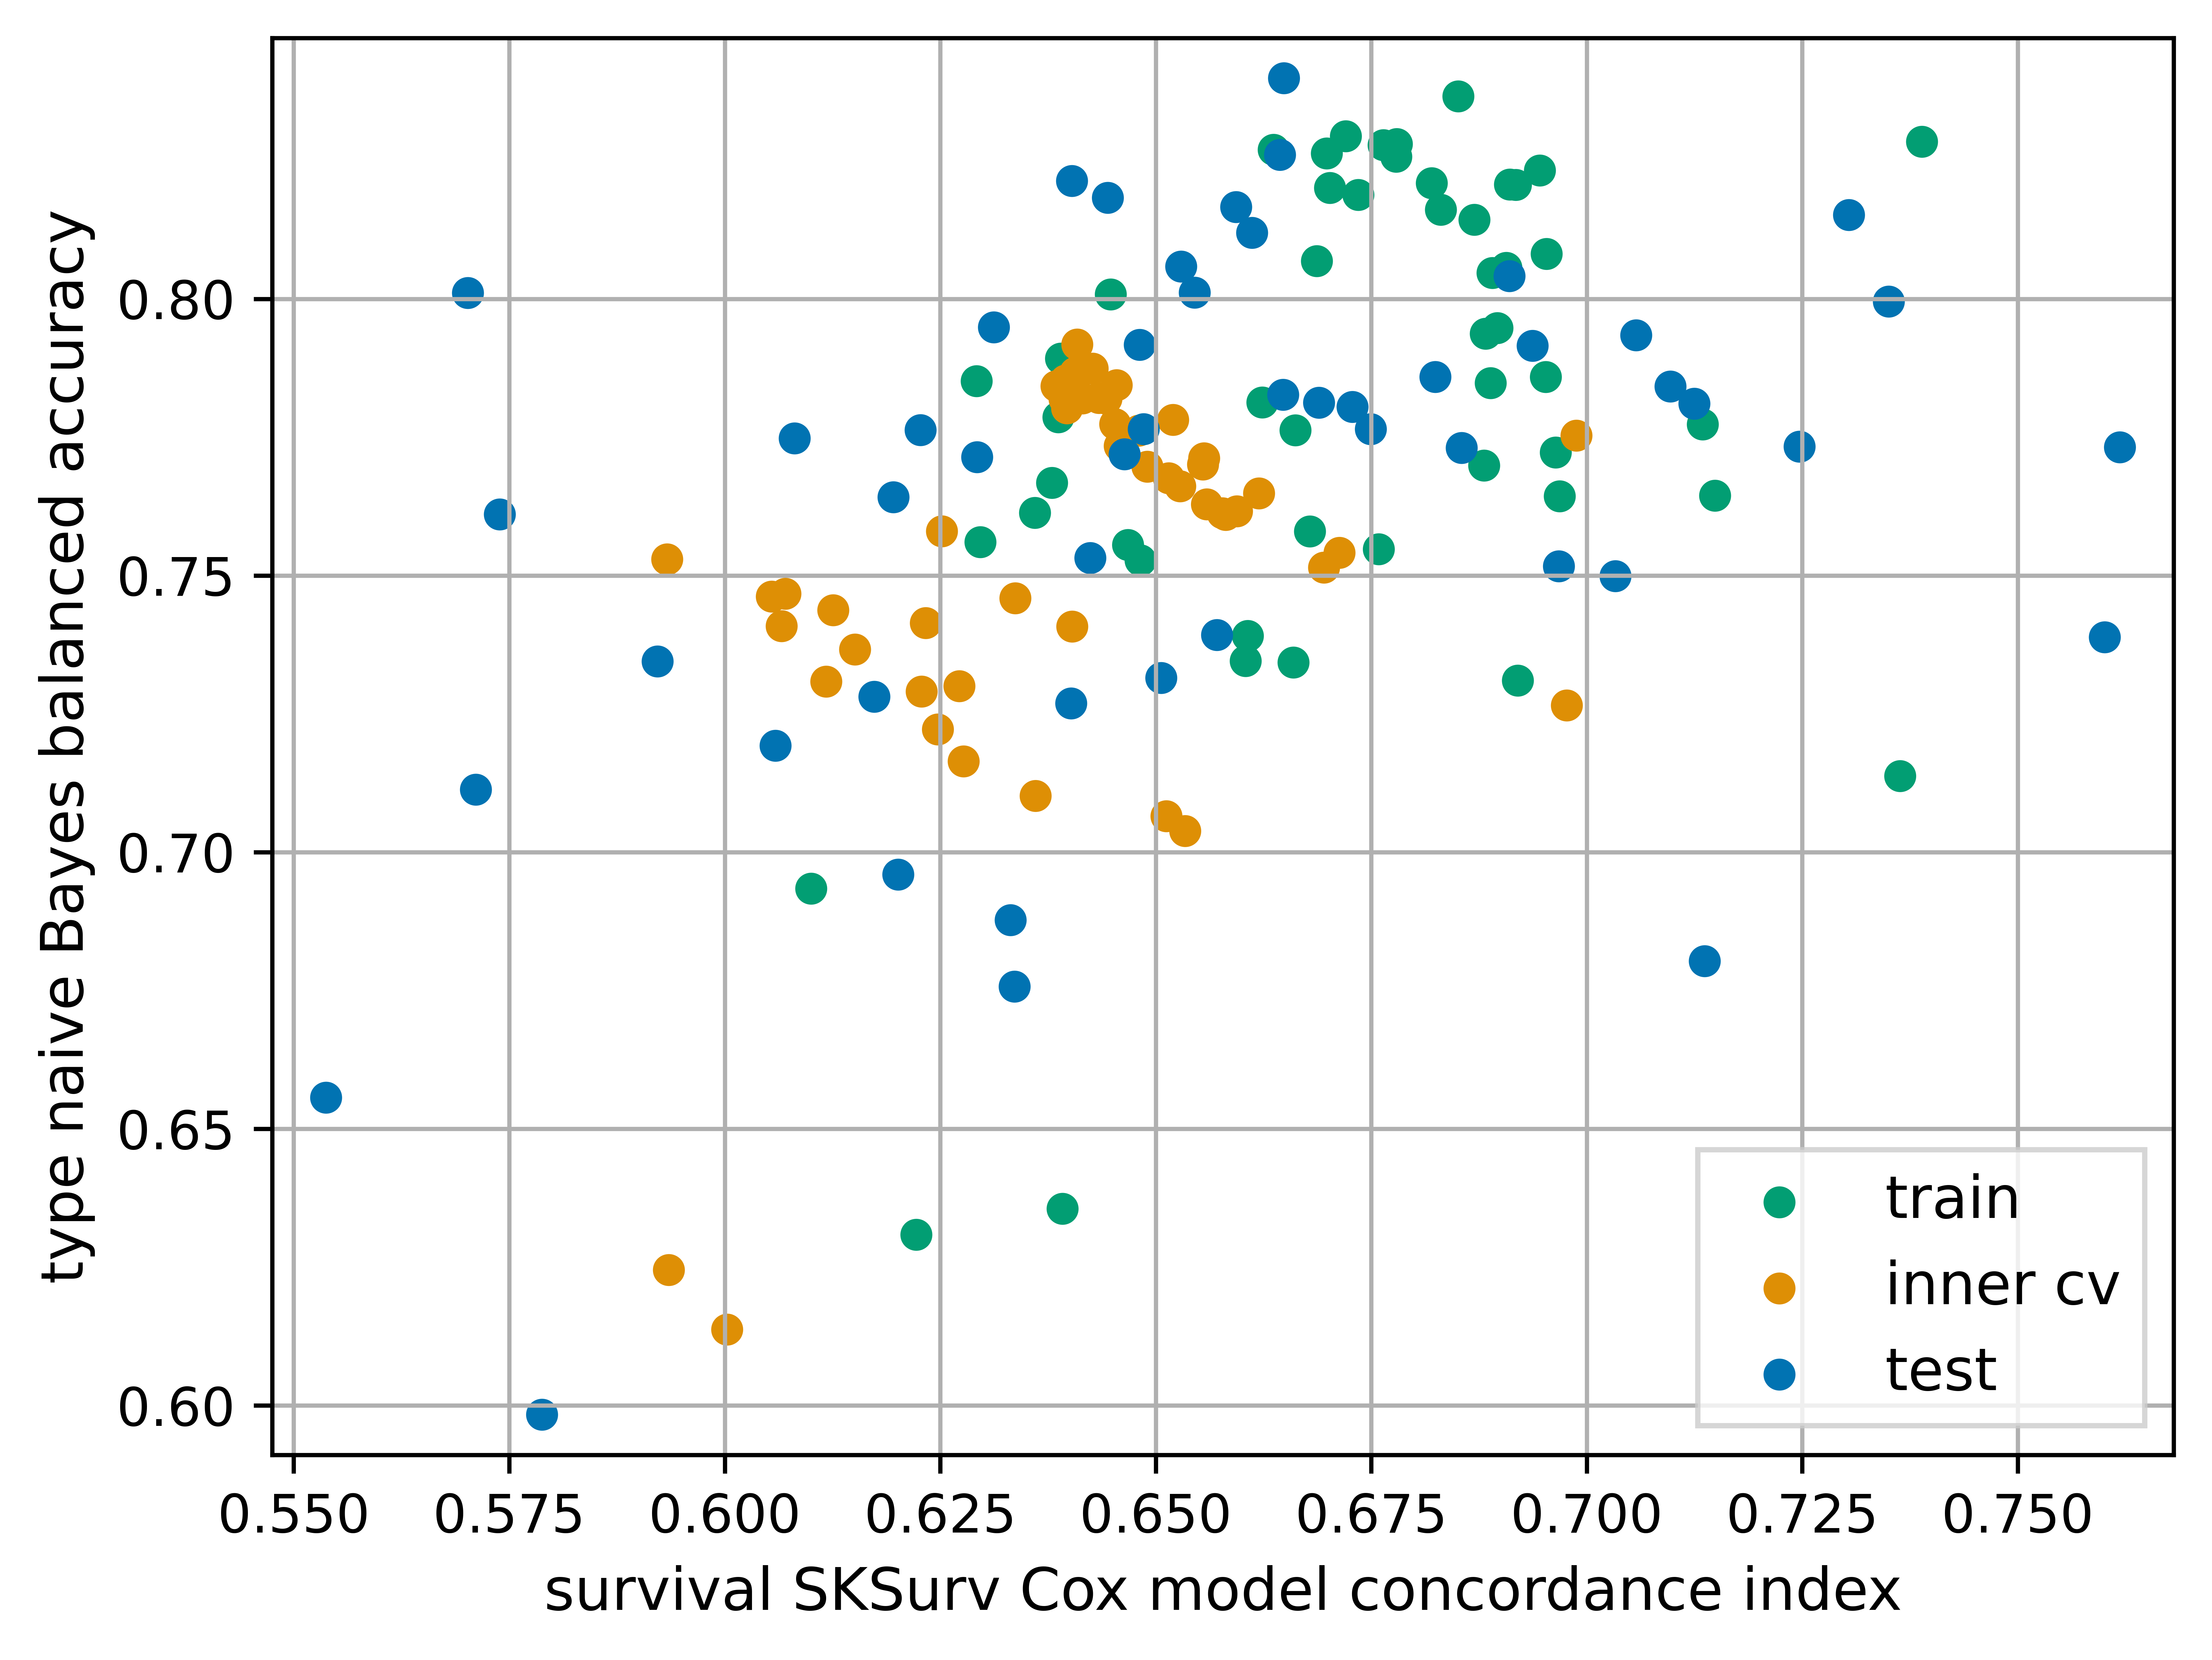 type naive Bayes balanced accuracy
0.80
0.75
0.70
0.65
0.60
train
inner cv
test
0.550 0.575 0.600 0.625 0.650 0.675 0.700 0.725 0.750
survival SKSurv Cox model concordance index